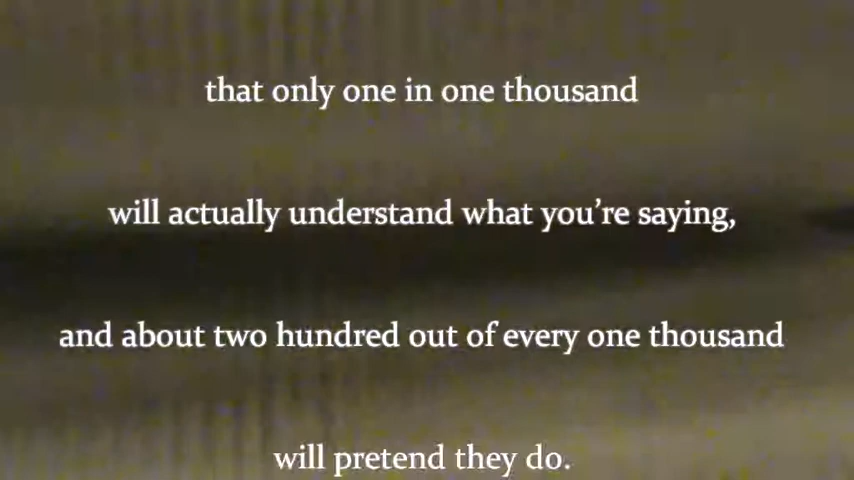 that only one in one thousand
will actually understand what you’re saying,
and about two hundred out of every one thousand
will pretend they do.